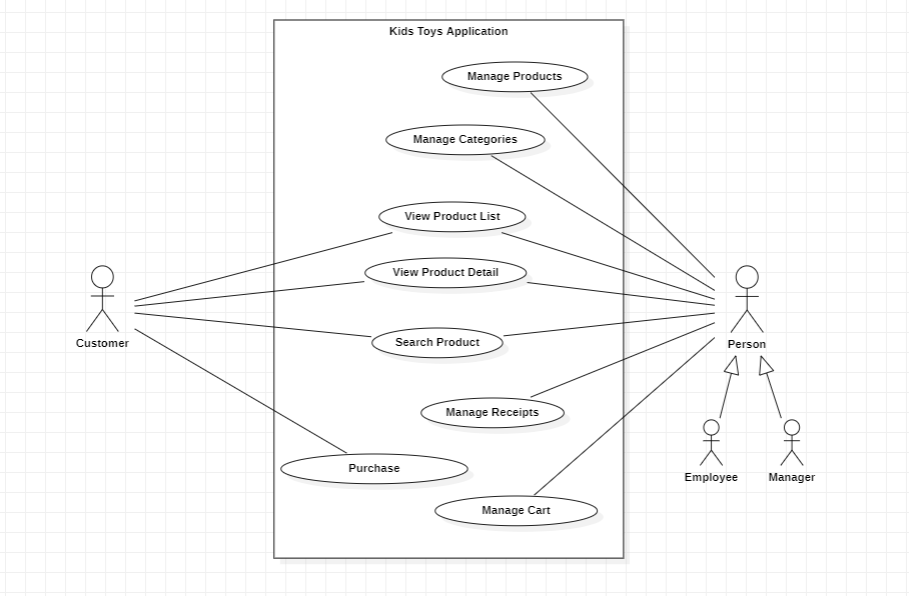 Kids Toys Application
Manage Products
Manage Categories
View Product List
View Product Detail
Search Product
Customer
Person
Manage Receipts
Purchase
Employee
Manager
Manage Cart